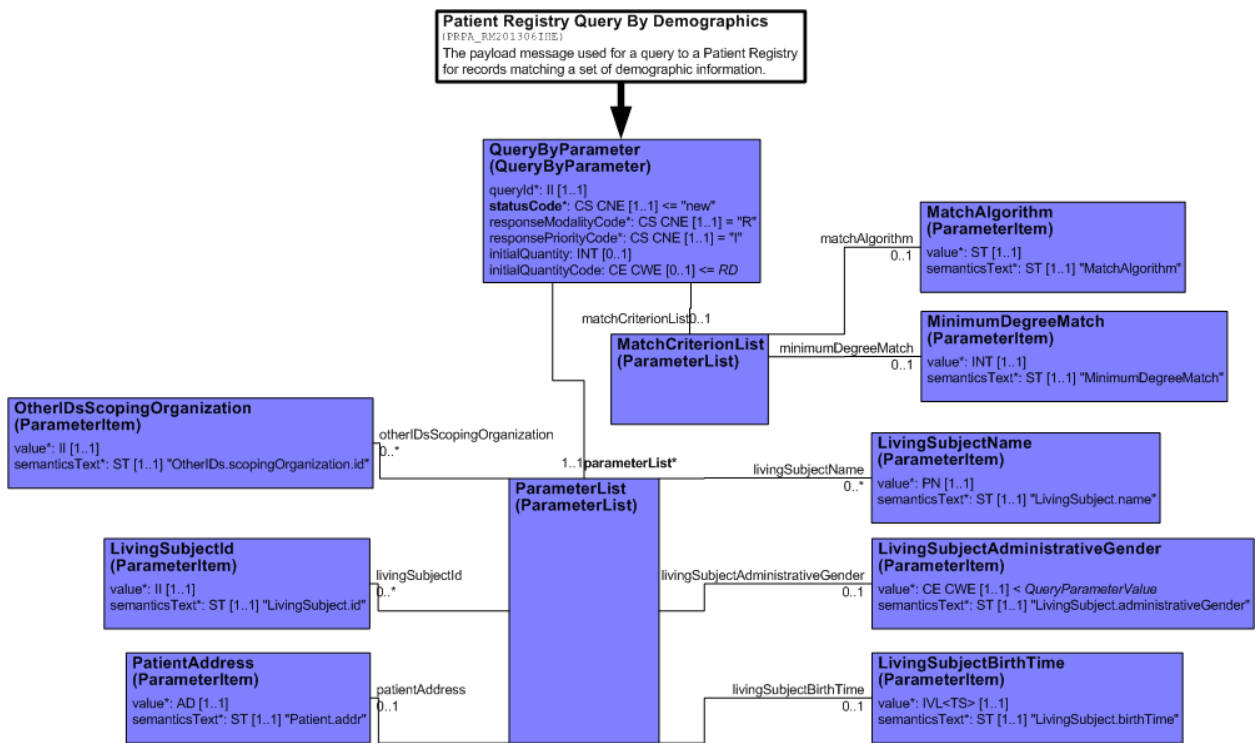 Patient Registry Query By Demographics
(PRPA_RM201306IHE)
The payload message used for a query to a Patient Registry
for records matching a set of demographic information.
QueryByParameter
(QueryByParameter)
queryId*: II [1..1]
statusCode*: CS CNE [1..1] <= "new"
responseModalityCode*: CS CNE [1..1] = "R"
responsePriorityCode*: CS CNE [1..1] = "I"
initialQuantity: INT [0..1]
initialQuantityCode: CE CWE [0..1] <= RD
matchAlgorithm
0..1
MatchAlgorithm
(ParameterItem)
value*: ST [1..1]
semanticsText*: ST [1..1] "MatchAlgorithm"
matchCriterionList0..1
MatchCriterionList
(ParameterList)
minimumDegreeMatch
0..1
MinimumDegreeMatch
(ParameterItem)
value*: INT [1..1]
semanticsText*: ST [1..1] "MinimumDegreeMatch"
OtherIDsScopingOrganization
(ParameterItem)
value*: II [1..1]
semanticsText*: ST [1..1] "OtherIDs.scopingOrganization.id"
otherIDsScopingOrganization
0..*
1..1parameterList*
ParameterList
(ParameterList)
livingSubjectName
0..*
LivingSubjectName
(ParameterItem)
value*: PN [1..1]
semanticsText*: ST [1..1] "LivingSubject.name"
LivingSubjectId
(ParameterItem)
value*: II [1..1]
semanticsText*: ST [1..1] "LivingSubject.id"
livingSubjectId
0..*
livingSubjectAdministrativeGender
0..1
LivingSubjectAdministrativeGender
(ParameterItem)
value*: CE CWE [1..1] < QueryParameterValue
semanticsText*: ST [1..1] "LivingSubject.administrativeGender"
PatientAddress
(ParameterItem)
value*: AD [1..1]
semanticsText*: ST [1..1] "Patient.addr"
patientAddress
0..1
livingSubjectBirthTime
0..1
LivingSubjectBirthTime
(ParameterItem)
value*: IVL<TS> [1..1]
semanticsText*: ST [1..1] "LivingSubject.birthTime"